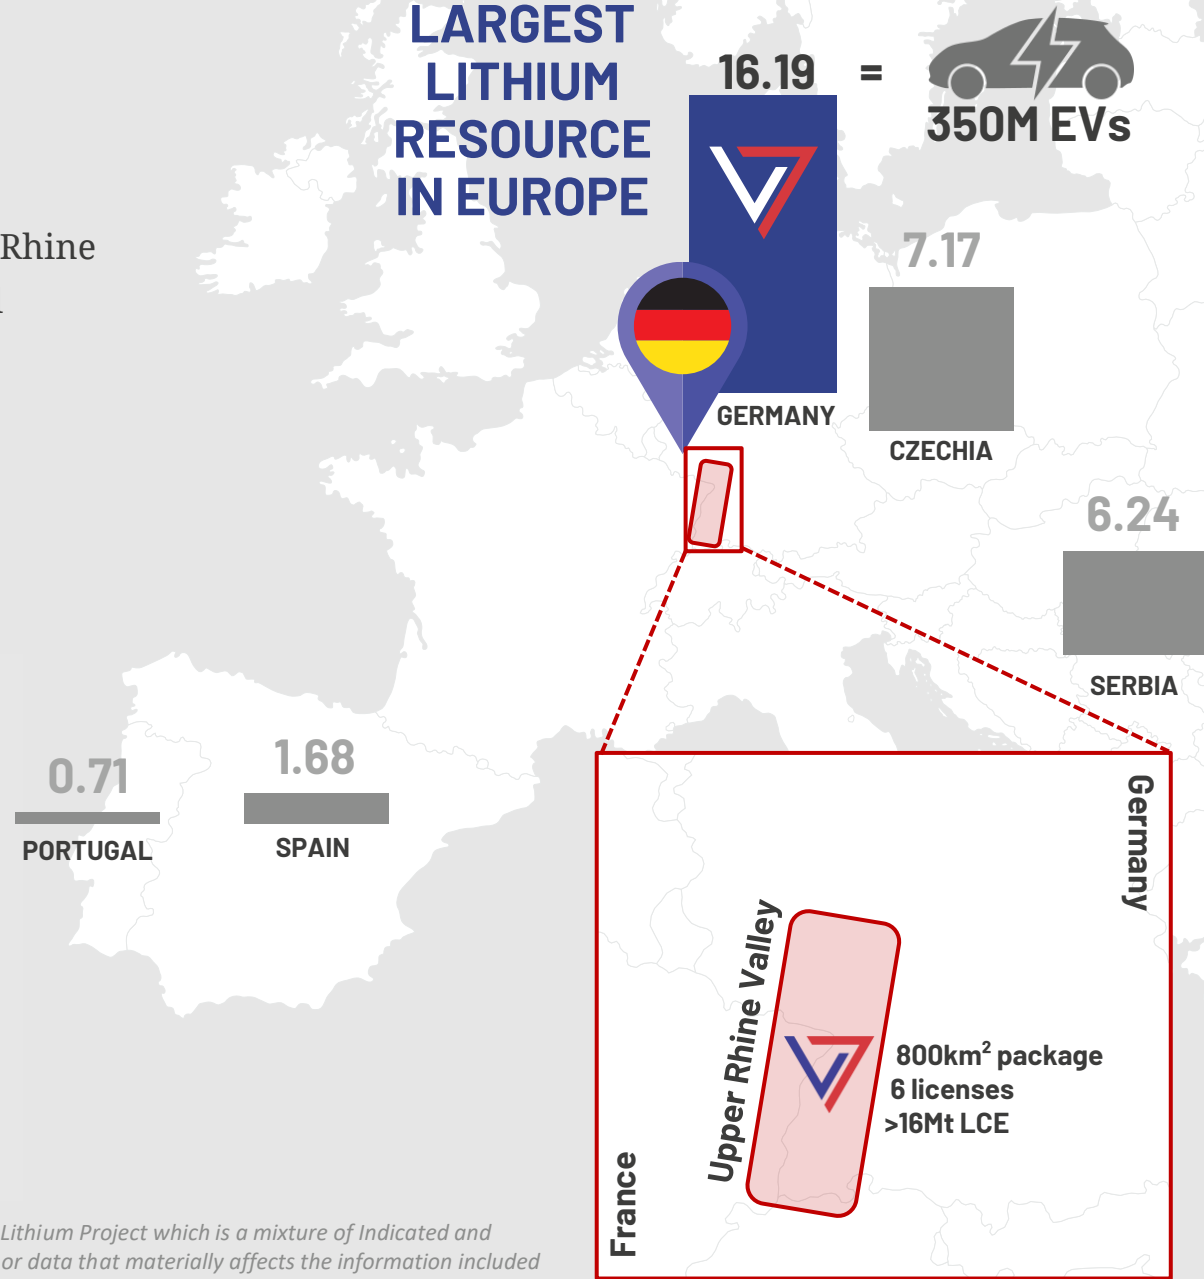 LARGEST
LITHIUM
RESOURCE
IN EUROPE
16.19 =
350M EVs
Rhine
7.17
GERMANY
CZECHIA
6.24
SERBIA
0.71
PORTUGAL
1.68
SPAIN
Germany
Upper Rhine Valley
800km² package
6 licenses
>16Mt LCE
France
Lithium Project which is a mixture of Indicated and
or data that materially affects the information included